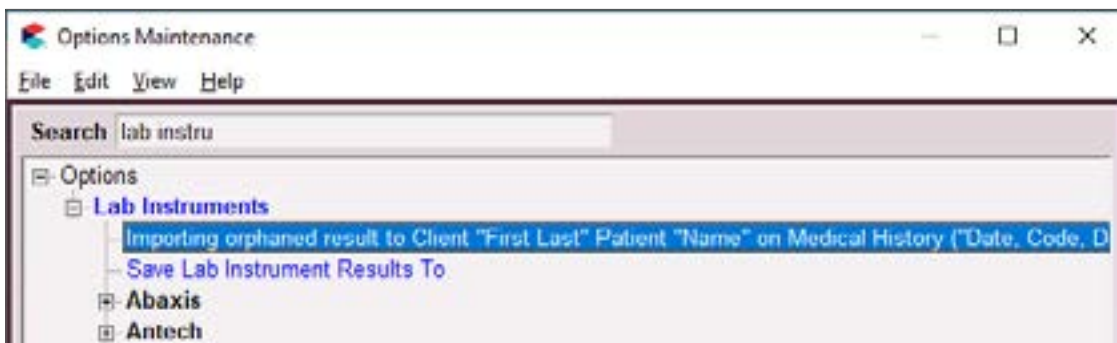 Options Maintenance
File Edit View Help
Search lab instru
Options
Lab Instruments
Importing orphaned result to Client "First Last" Patient "Name" on Medical History ("Date, Code, D
Save Lab Instrument Results To
Abaxis
Antech